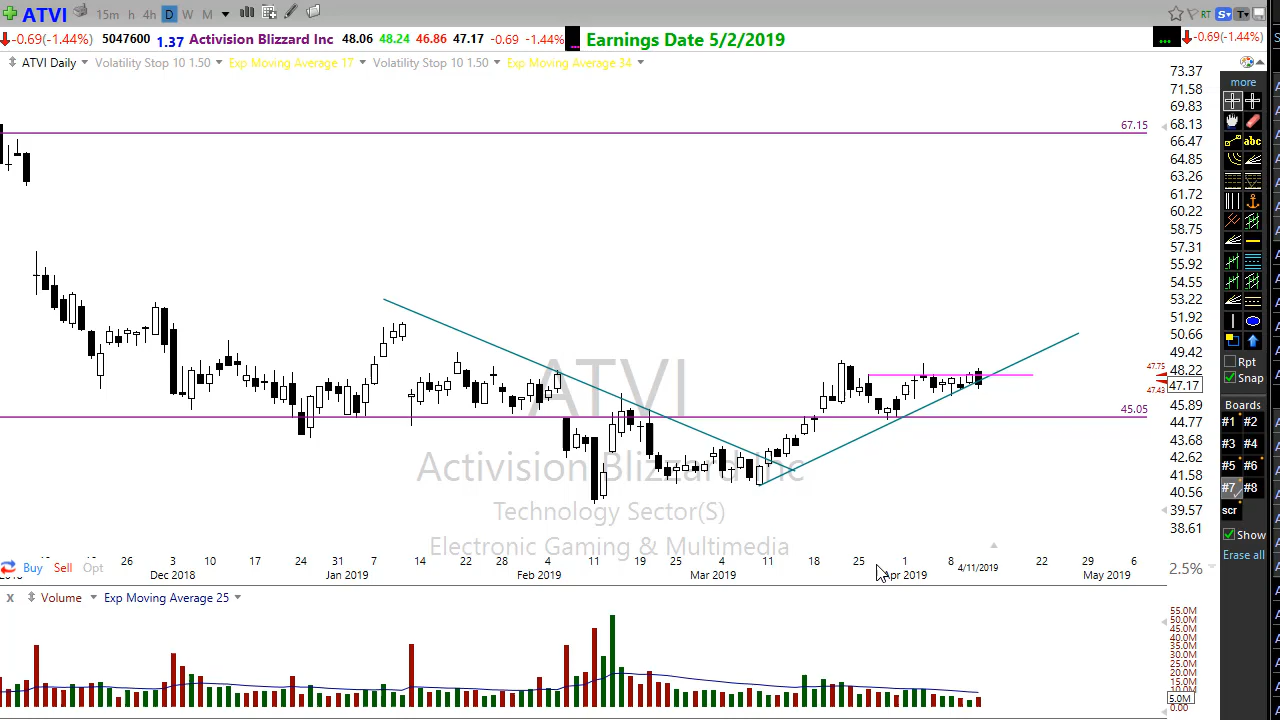 ATVI 15m h 4h D W M RT S T
-0.69(-1.44%) 5047600 1.37 Activision Blizzard Inc 48.06 48.24 46.86 47.17 -0.69 -1.44% ... Earnings Date 5/2/2019 ... -0.69(-1.44%)
ATVI Daily Volatility Stop 10 1.50 Exp Moving Average 17 Volatility Stop 10 1.50 Exp Moving Average 34
73.37
71.58
69.83
68.13
66.47
64.85
63.26
61.72
60.22
58.75
57.31
55.92
54.55
53.22
51.92
50.66
49.42
48.22
47.17
45.89
44.77
43.68
42.62
41.58
40.56
39.57
38.61
67.15
47.75
47.43
45.05
ATVI
Activision Blizzard Inc
Technology Sector(S)
Electronic Gaming & Multimedia
more
abc
Rpt
Snap
Boards
#1 #2
#3 #4
#5 #6
#7 #8
scr
Show
Erase all
26 3 10 17 24 31 7 14 22 28 4 11 19 25 4 11 18 25 1 8 4/11/2019 22 29 6
Dec 2018 Jan 2019 Feb 2019 Mar 2019 Apr 2019 May 2019
Buy Sell Opt
2.5%
x Volume Exp Moving Average 25
55.0M
50.0M
45.0M
40.0M
35.0M
30.0M
25.0M
20.0M
15.0M
10.0M
5.0M
0.00